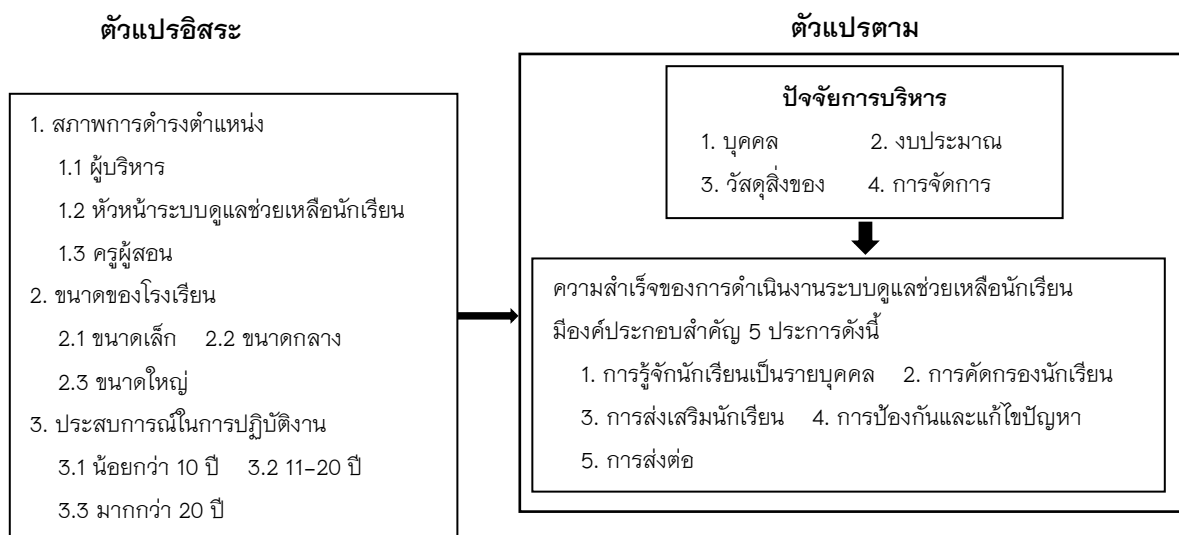 ตัวแปรอิสระ
1. สภาพการดำรงตำแหน่ง
1.1 ผู้บริหาร
1.2 หัวหน้าระบบดูแลช่วยเหลือนักเรียน
1.3 ครูผู้สอน
2. ขนาดของโรงเรียน
2.1 ขนาดเล็ก 2.2 ขนาดกลาง
2.3 ขนาดใหญ่
3. ประสบการณ์ในการปฏิบัติงาน
3.1 น้อยกว่า 10 ปี 3.2 11–20 ปี
3.3 มากกว่า 20 ปี
ตัวแปรตาม
ปัจจัยการบริหาร
1. บุคคล 2. งบประมาณ
3. วัสดุสิ่งของ 4. การจัดการ
ความสำเร็จของการดำเนินงานระบบดูแลช่วยเหลือนักเรียน
มีองค์ประกอบสำคัญ 5 ประการดังนี้
1. การรู้จักนักเรียนเป็นรายบุคคล 2. การคัดกรองนักเรียน
3. การส่งเสริมนักเรียน 4. การป้องกันและแก้ไขปัญหา
5. การส่งต่อ